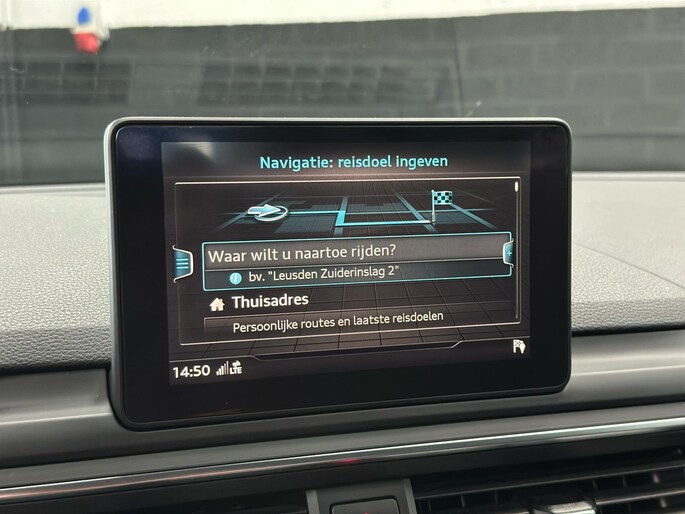 Navigatie: reisdoel ingeven
Waar wilt u naartoe rijden?
bv. "Leusden Zuiderinslag 2"
Thuisadres
Persoonlijke routes en laatste reisdoelen
14:50 LTE